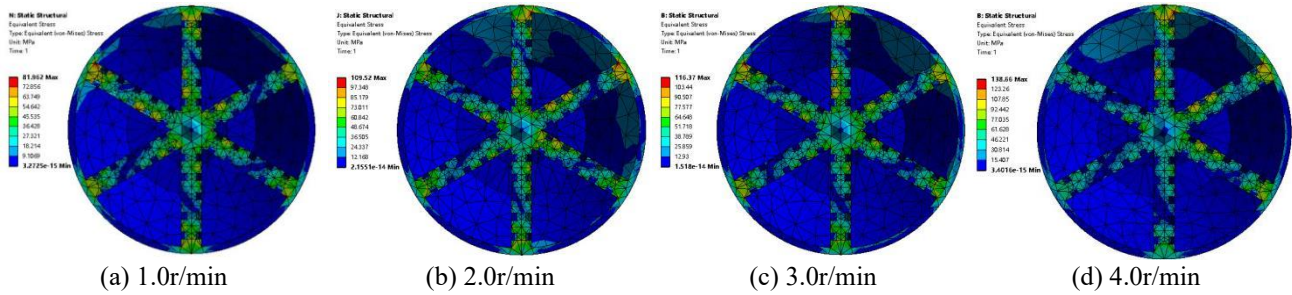 N: Static Structural
Equivalent Stress
Type: Equivalent (von-Mises) Stress
Unit: MPa
Time: 1
81.962 Max
72.856
63.749
54.642
45.535
36.428
27.321
18.214
9.1069
3.2725e-15 Min
(a) 1.0r/min
J: Static Structural
Equivalent Stress
Type: Equivalent (von-Mises) Stress
Unit: MPa
Time: 1
109.52 Max
97.348
85.179
73.011
60.842
48.674
36.505
24.337
12.168
2.1551e-14 Min
(b) 2.0r/min
B: Static Structural
Equivalent Stress
Type: Equivalent (von-Mises) Stress
Unit: MPa
Time: 1
116.37 Max
103.44
90.507
77.577
64.648
51.718
38.789
25.859
12.93
1.518e-14 Min
(c) 3.0r/min
B: Static Structural
Equivalent Stress
Type: Equivalent (von-Mises) Stress
Unit: MPa
Time: 1
138.66 Max
123.26
107.85
92.442
77.035
61.628
46.221
30.814
15.407
3.4016e-15 Min
(d) 4.0r/min